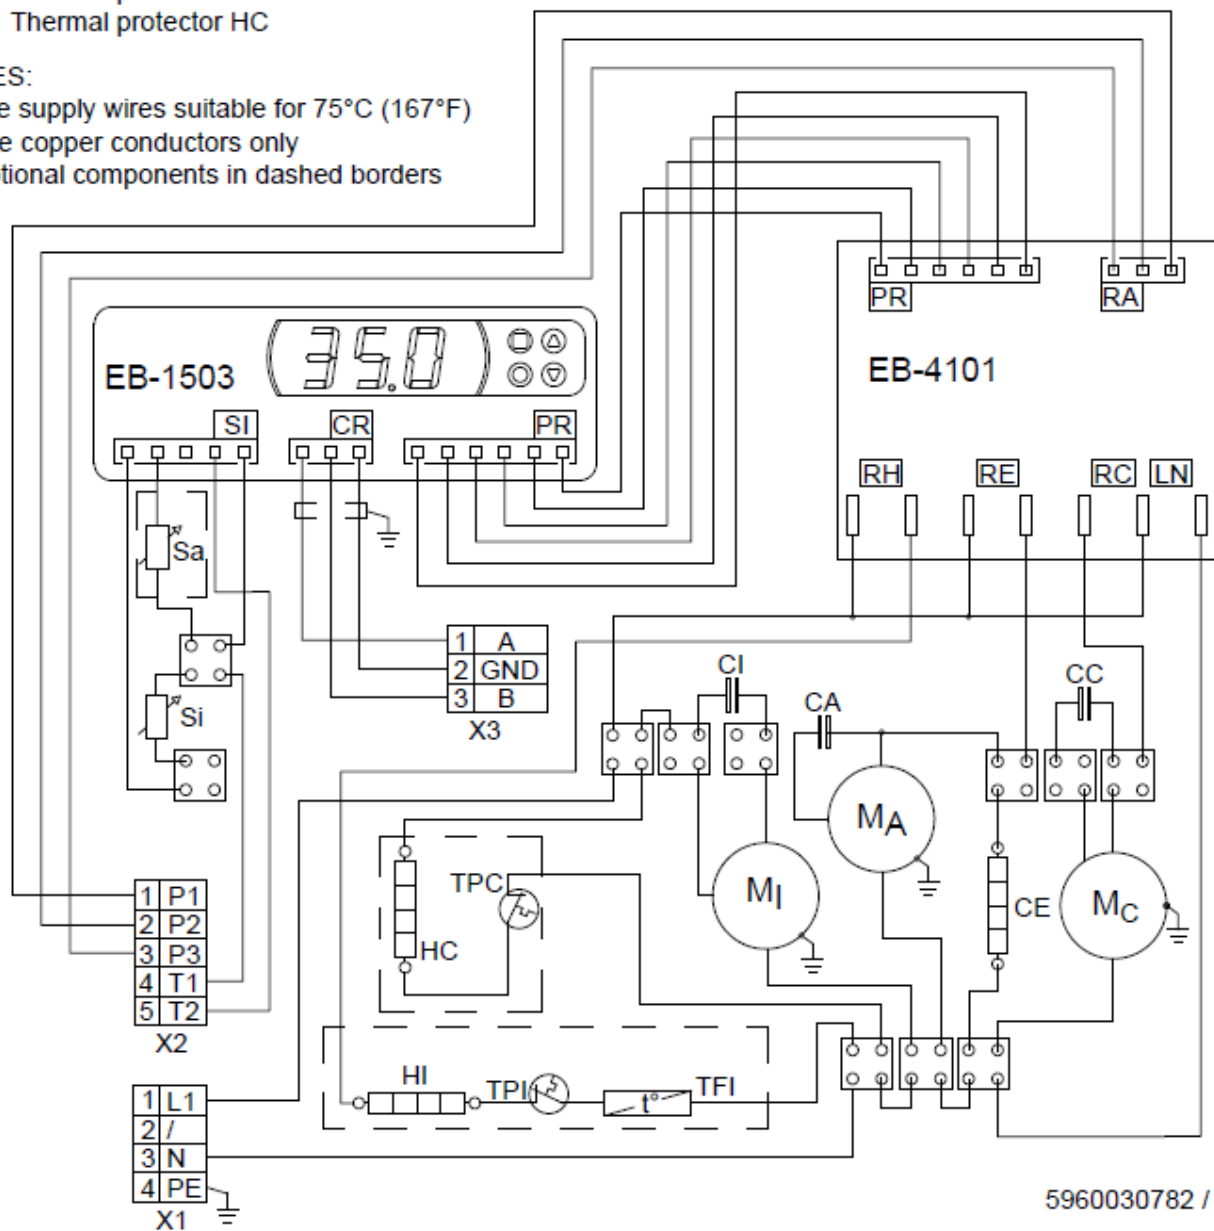 Thermal protector HC
ES:
e supply wires suitable for 75°C (167°F)
e copper conductors only
tional components in dashed borders
PR
RA
EB-4101
35.0
EB-1503
SI
CR
PR
RH
RE
RC
LN
Sa
Si
1 A
2 GND
3 B
X3
CI
CA
CC
MA
MI
CE
MC
TPC
HC
1 P1
2 P2
3 P3
4 T1
5 T2
X2
HI
TPI
t°
TFI
1 L1
2 /
3 N
4 PE
X1
5960030782 /